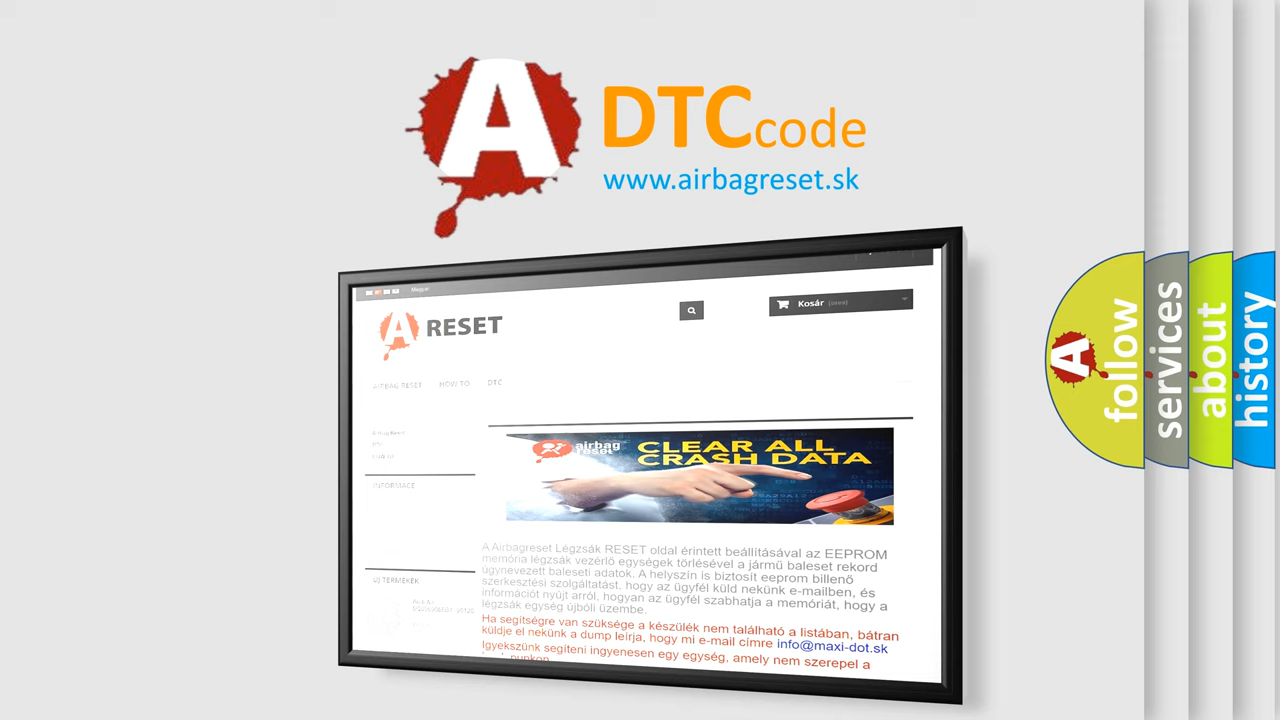 A
DTCcode
www.airbagreset.sk
Magyar
Kosár (üres)
A RESET
AIRBAG RESET HOW TO DTC
airbag
reset
CLEAR ALL
CRASH DATA
INFORMACE
A Airbagreset Légzsák RESET oldal érintett beállításával az EEPROM
memória légzsák vezérlő egységek törlésével a jármű baleset rekord
úgynevezett baleseti adatok. A helyszín is biztosít eeprom billenő
szerkesztési szolgáltatást, hogy az ügyfél küld nekünk e-mailben, és
információt nyújt arról, hogyan az ügyfél szabhatja a memóriát, hogy a
légzsák egység újbóli üzembe.
ÚJ TERMÉKEK
Ha segítségre van szüksége a készülék nem található a listában, bátran
küldje el nekünk a dump leírja, hogy mi e-mail címre info@maxi-dot.sk
Igyekszünk segíteni ingyenesen egy egység, amely nem szerepel a
A
follow
services
about
history